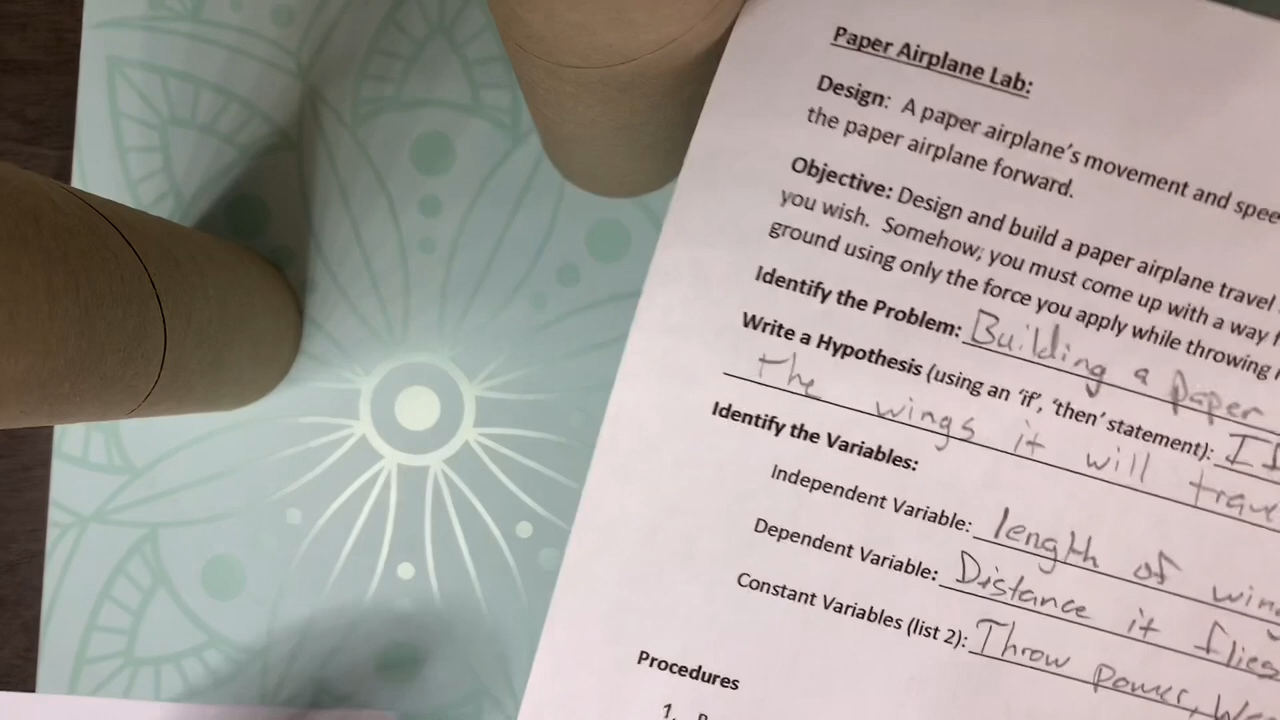 Paper Airplane Lab:
Design: A paper airplane's movement and spee
the paper airplane forward.
Objective: Design and build a paper airplane travel
you wish. Somehow; you must come up with a way
ground using only the force you apply while throwing
Identify the Problem: Building a Paper
Write a Hypothesis (using an 'if', 'then' statement): If
the wings it will trave
Identify the Variables:
Independent Variable: length of win
Dependent Variable: Distance it flies
Constant Variables (list 2): Throw power, We
Procedures
1.